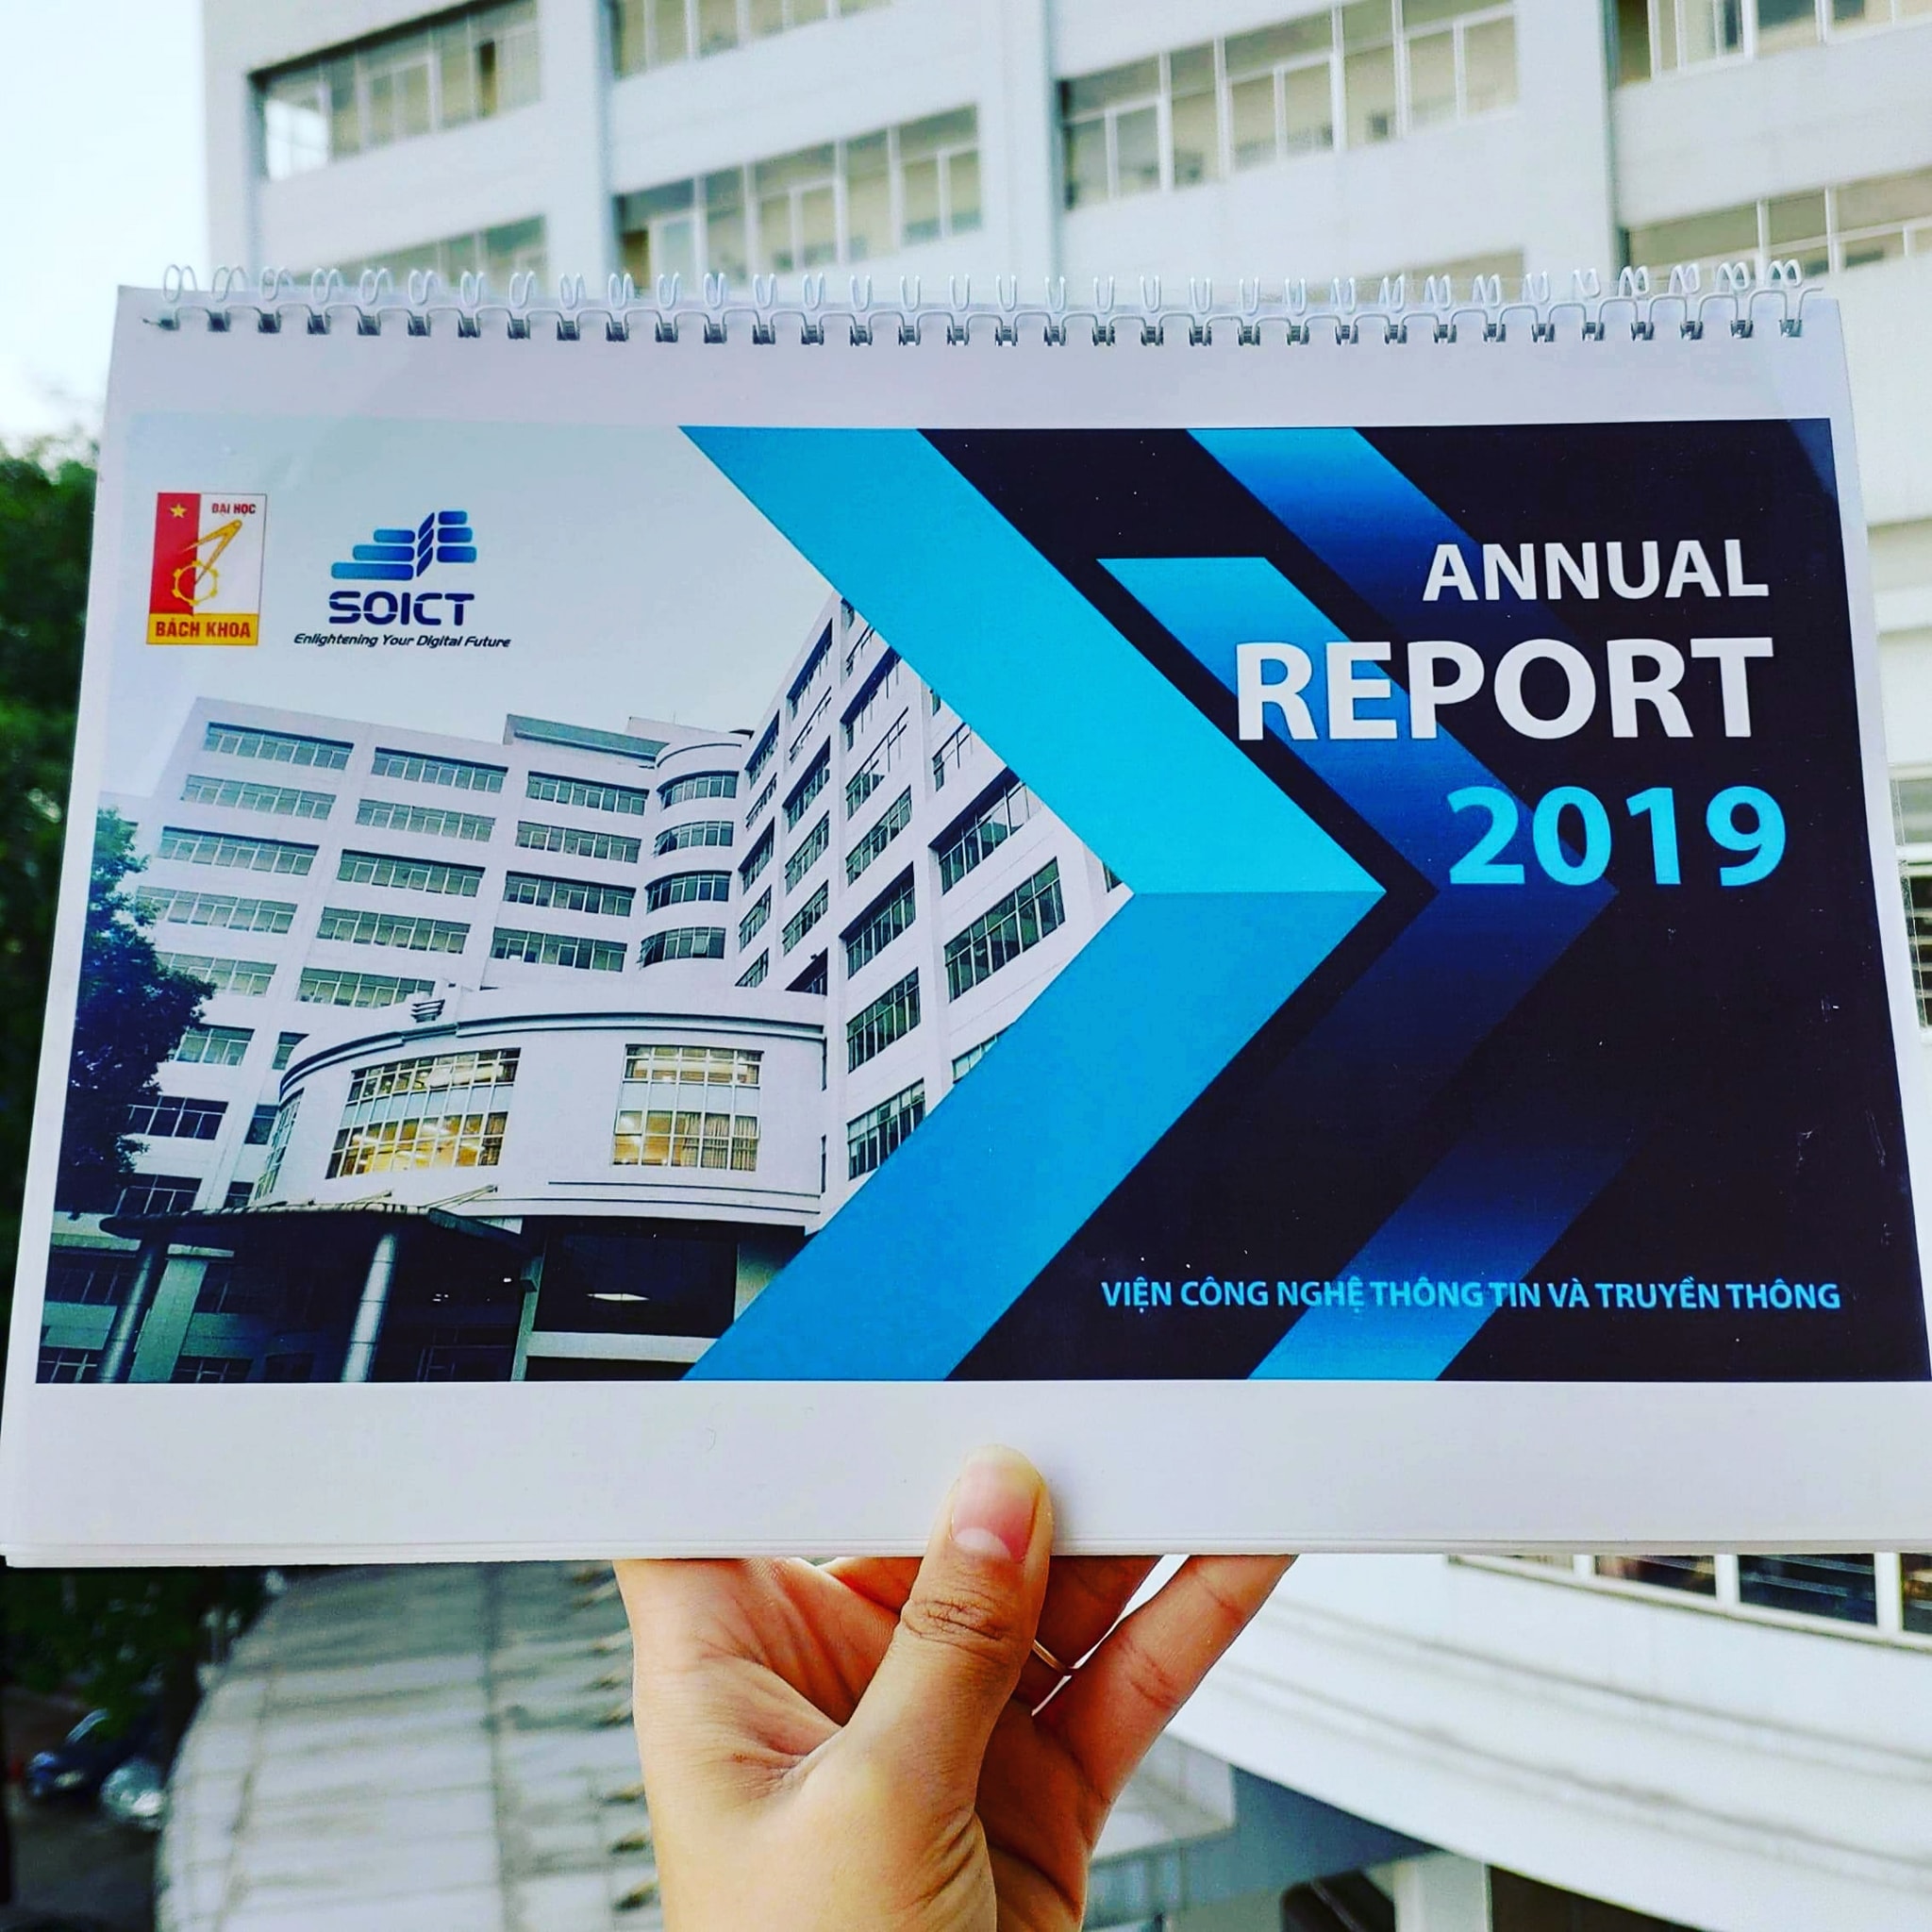 ĐẠI HỌC
BÁCH KHOA
SOICT
Enlightening Your Digital Future
ANNUAL
REPORT
2019
VIỆN CÔNG NGHỆ THÔNG TIN VÀ TRUYỀN THÔNG